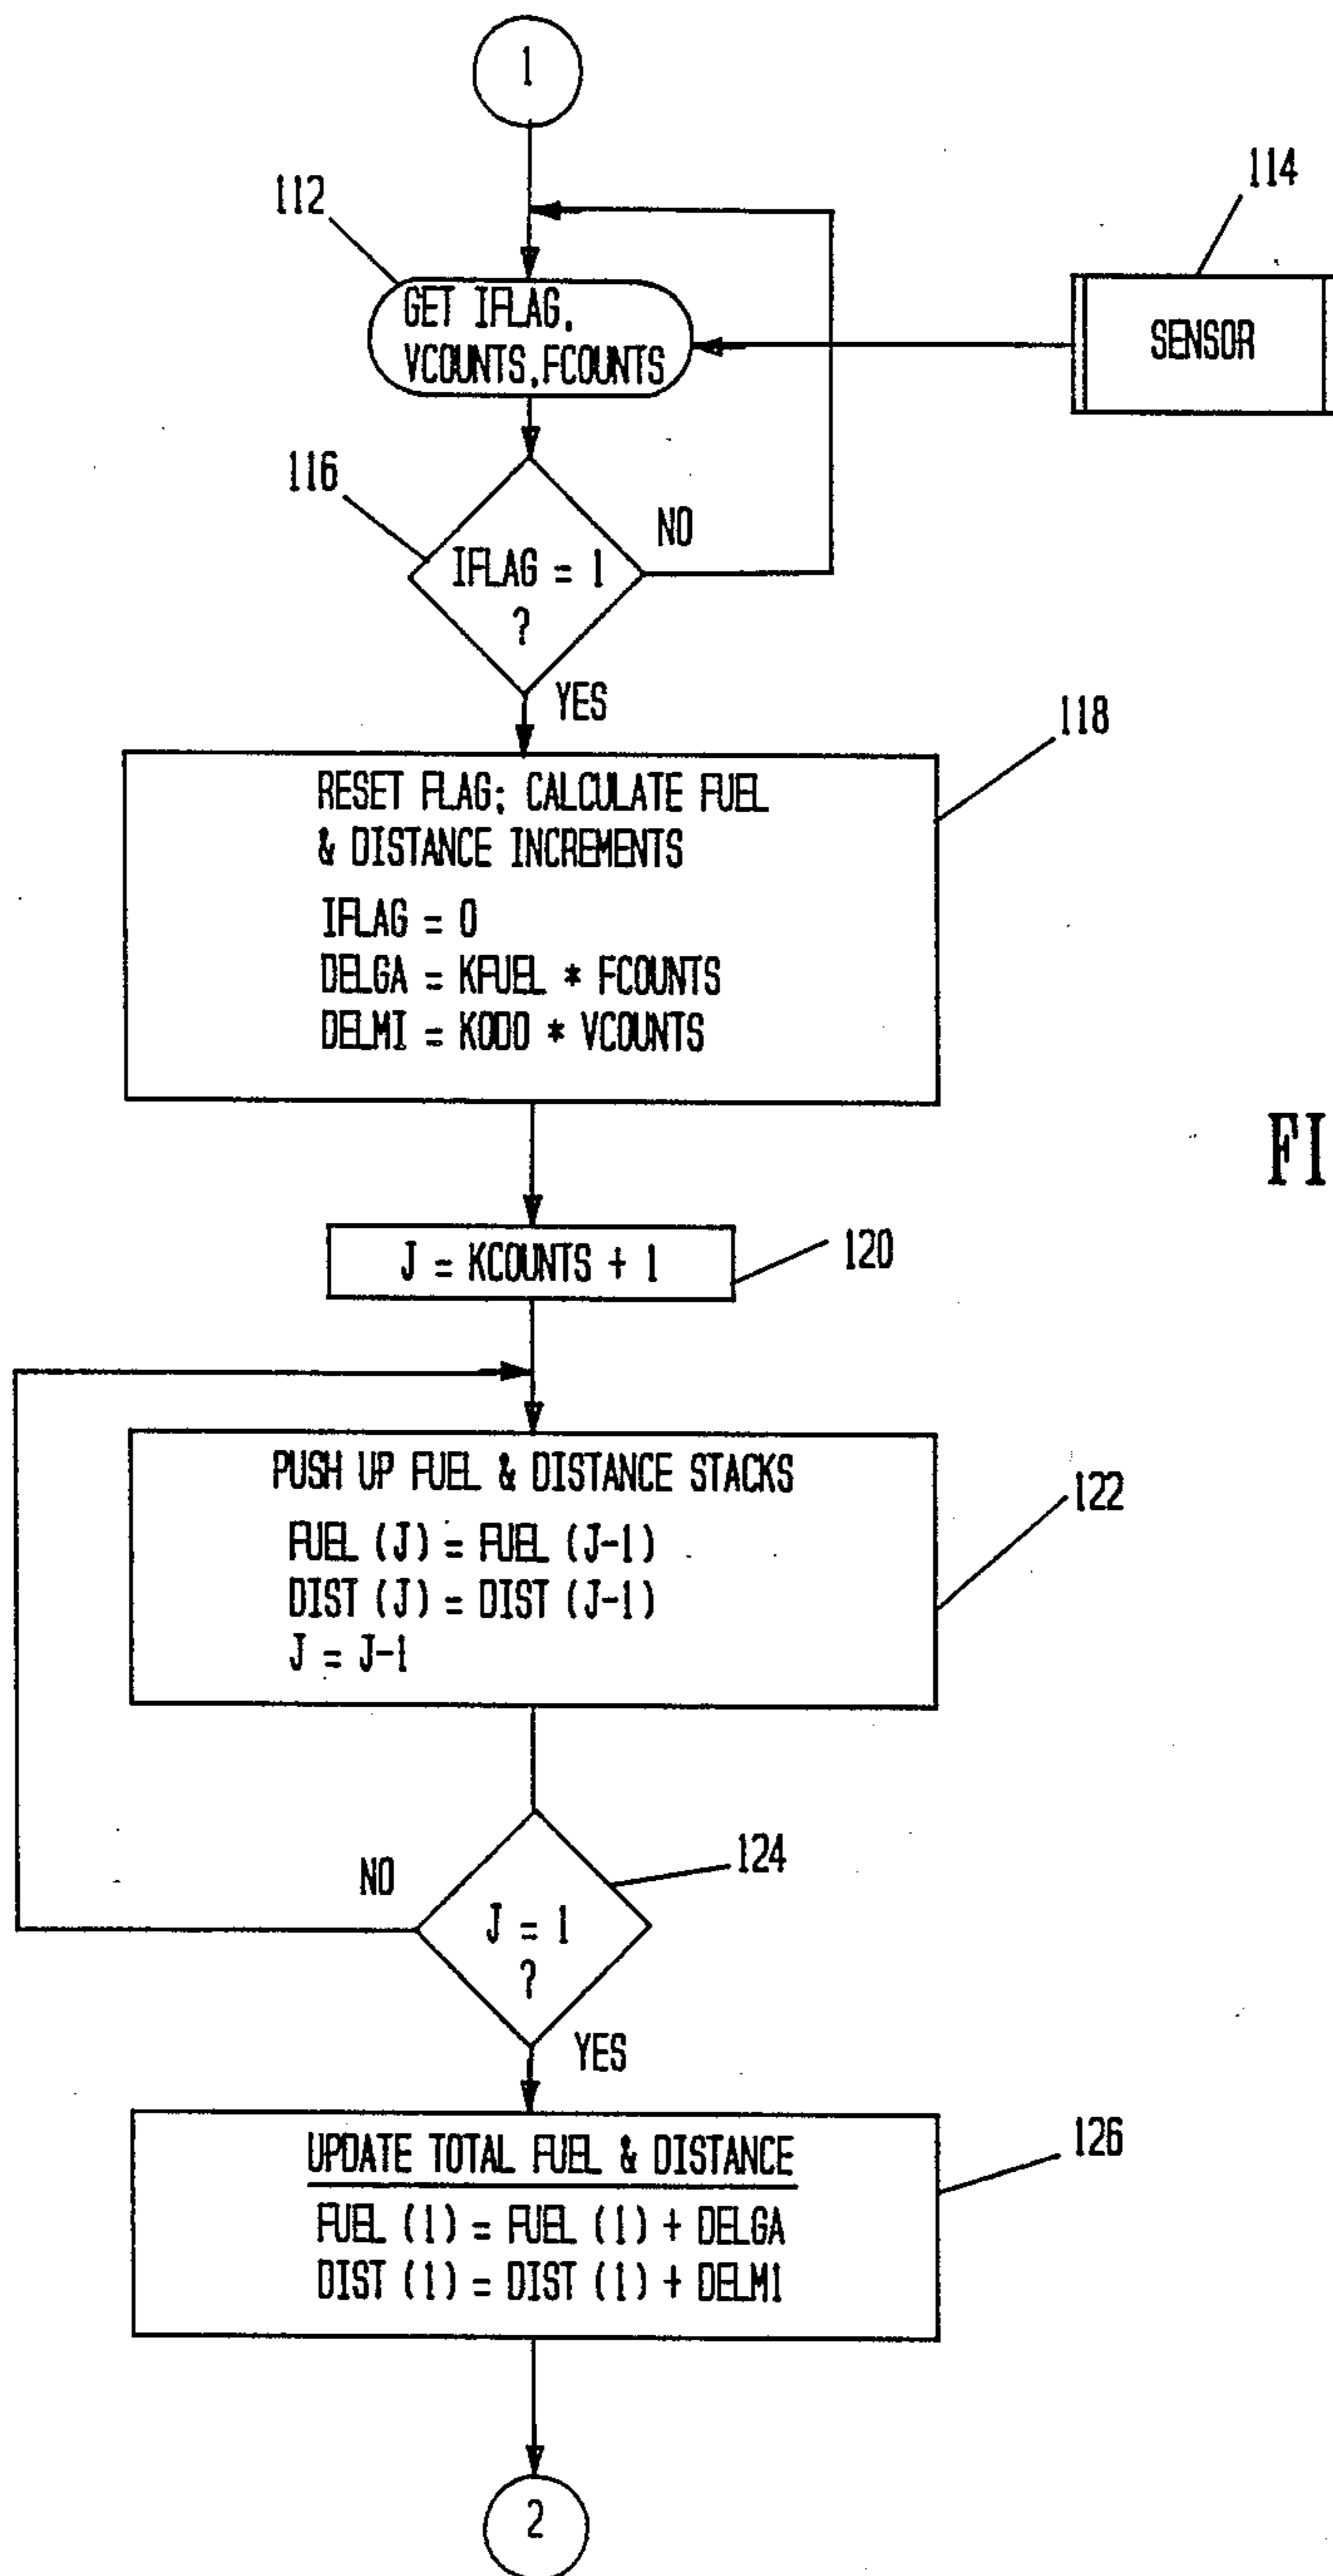 1
112
114
GET IFLAG,
VCOUNTS,FCOUNTS
SENSOR
116
NO
IFLAG = 1
?
YES
118
RESET FLAG; CALCULATE FUEL
& DISTANCE INCREMENTS
IFLAG = 0
DELGA = KFUEL * FCOUNTS
DELMI = KODO * VCOUNTS
FI
J = KCOUNTS + 1
120
PUSH UP FUEL & DISTANCE STACKS
122
FUEL (J) = FUEL (J-1)
DIST (J) = DIST (J-1)
J = J-1
124
NO
J = 1
?
YES
126
UPDATE TOTAL FUEL & DISTANCE
FUEL (1) = FUEL (1) + DELGA
DIST (1) = DIST (1) + DELM1
2